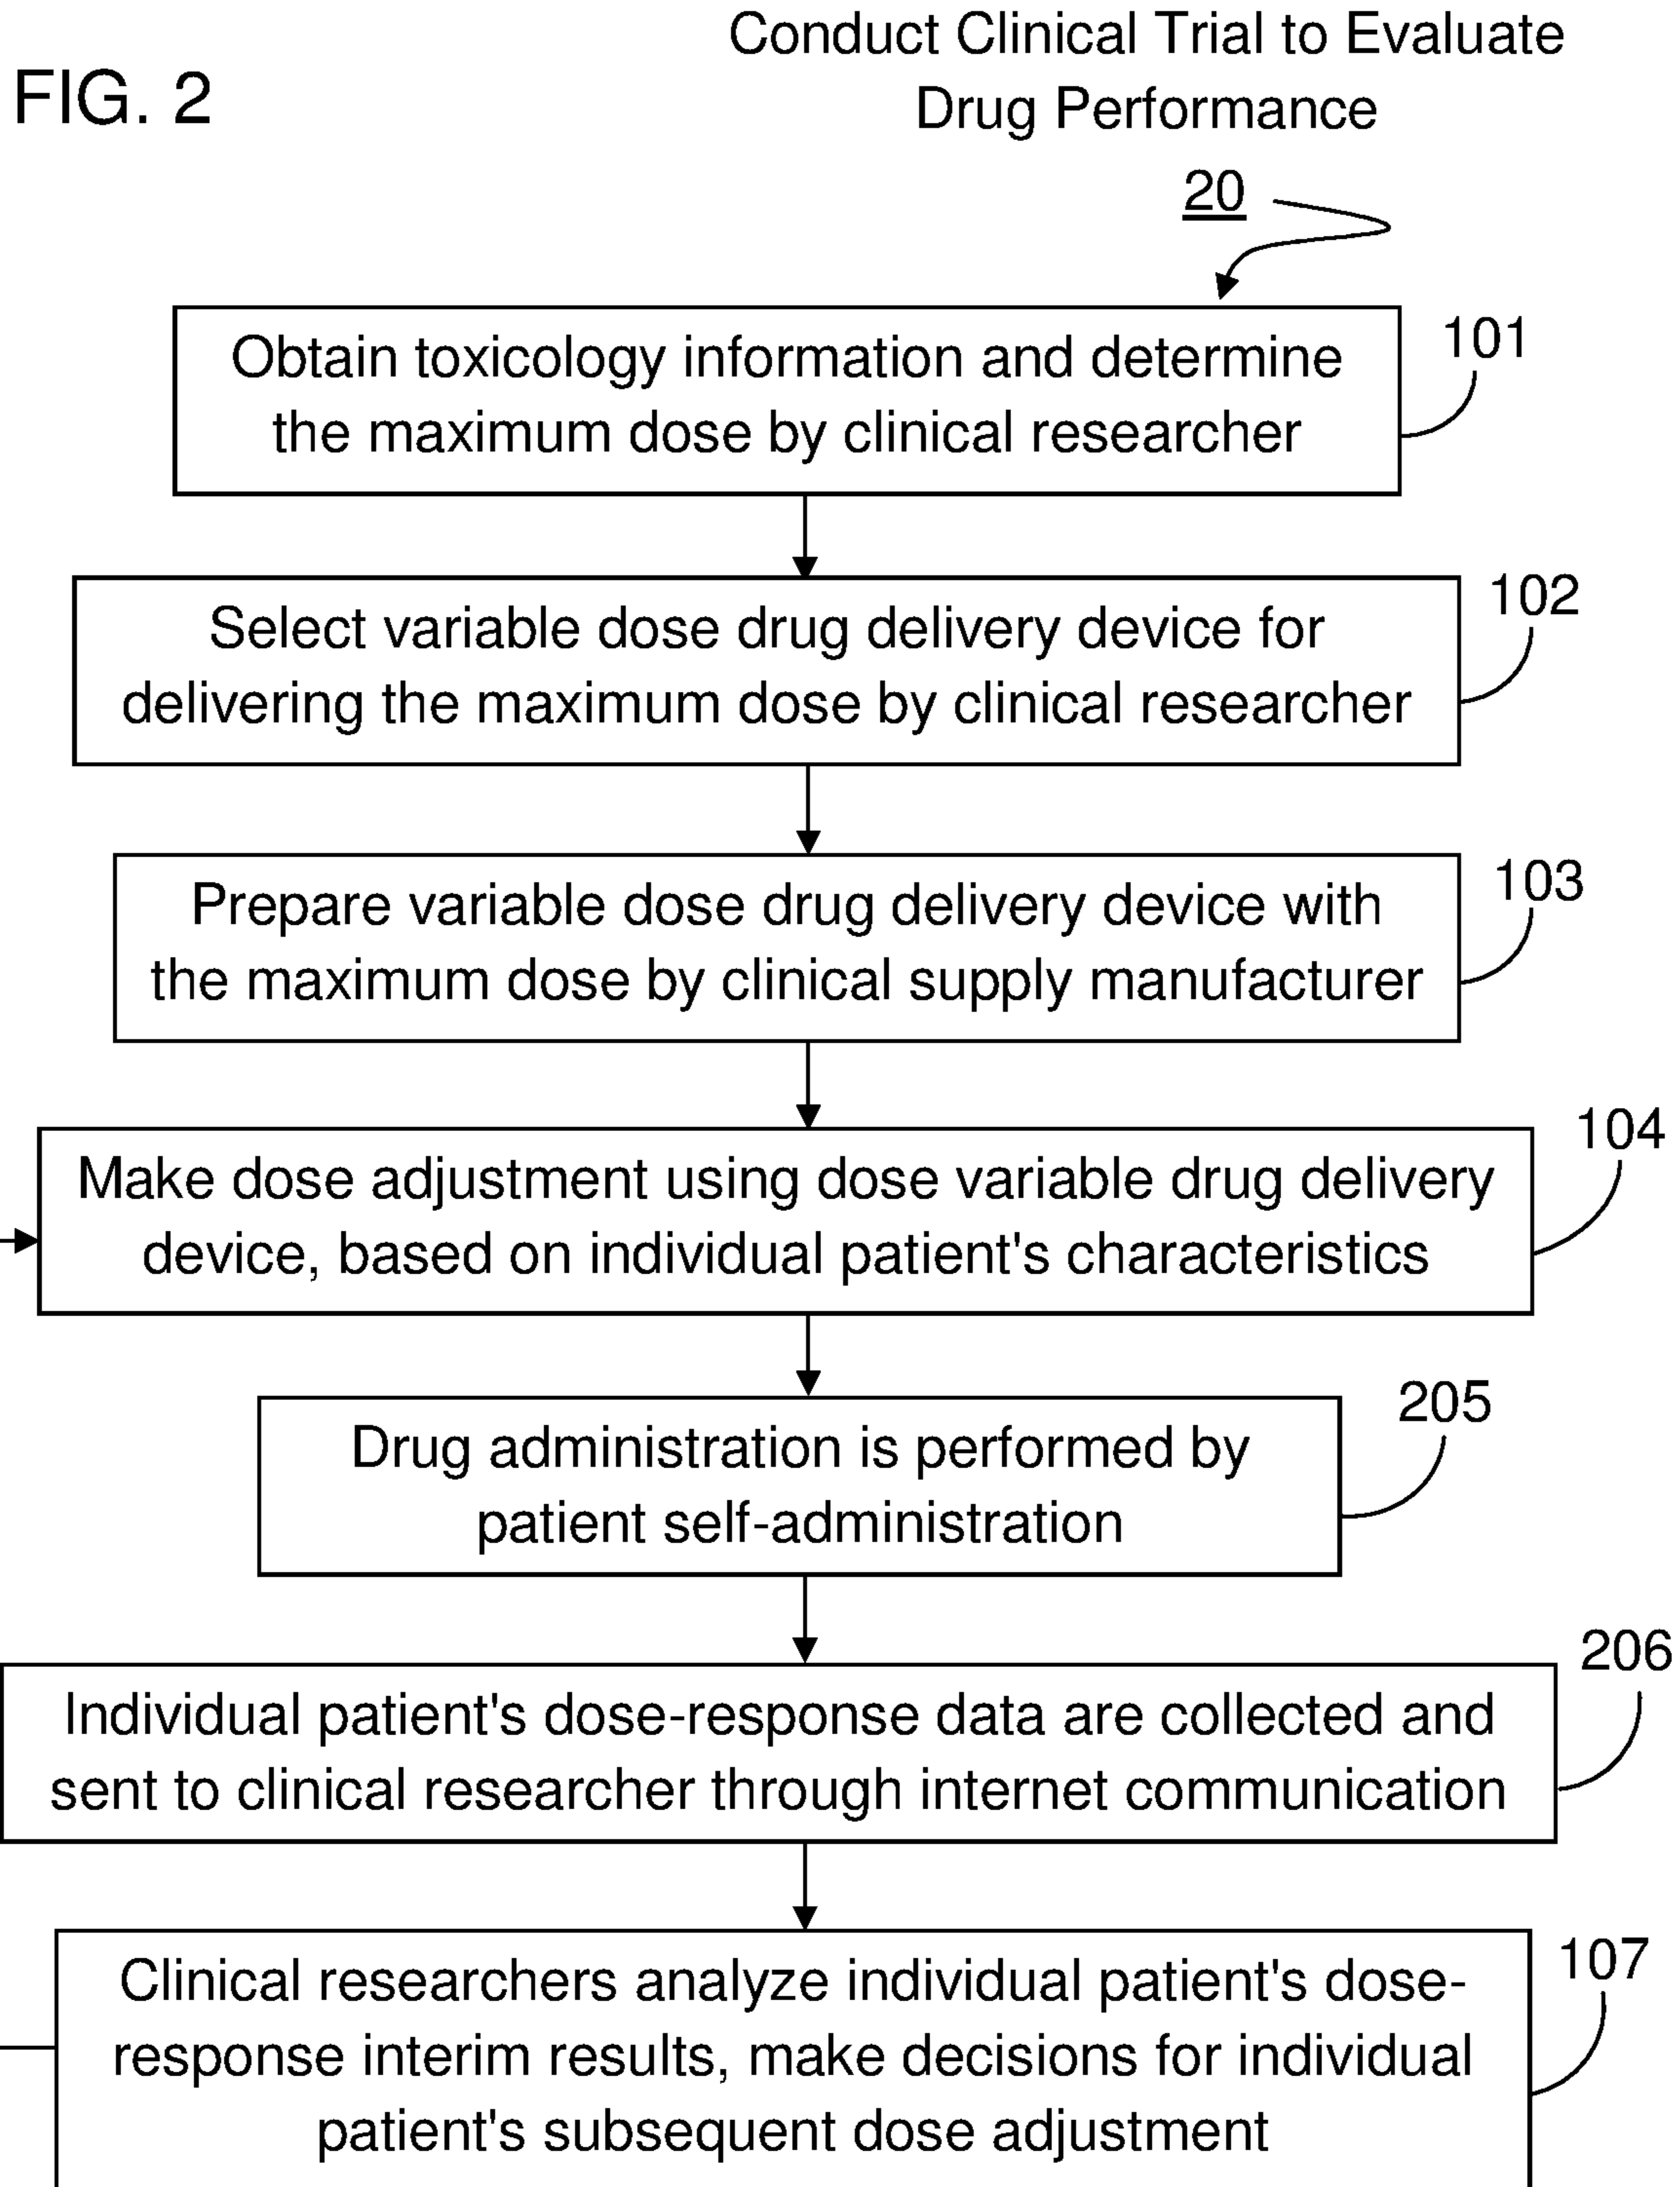 Conduct Clinical Trial to Evaluate
Drug Performance
FIG. 2
20
Obtain toxicology information and determine
the maximum dose by clinical researcher
101
Select variable dose drug delivery device for
delivering the maximum dose by clinical researcher
102
Prepare variable dose drug delivery device with
the maximum dose by clinical supply manufacturer
103
Make dose adjustment using dose variable drug delivery
device, based on individual patient's characteristics
104
Drug administration is performed by
patient self-administration
205
Individual patient's dose-response data are collected and
sent to clinical researcher through internet communication
206
Clinical researchers analyze individual patient's dose-
response interim results, make decisions for individual
patient's subsequent dose adjustment
107